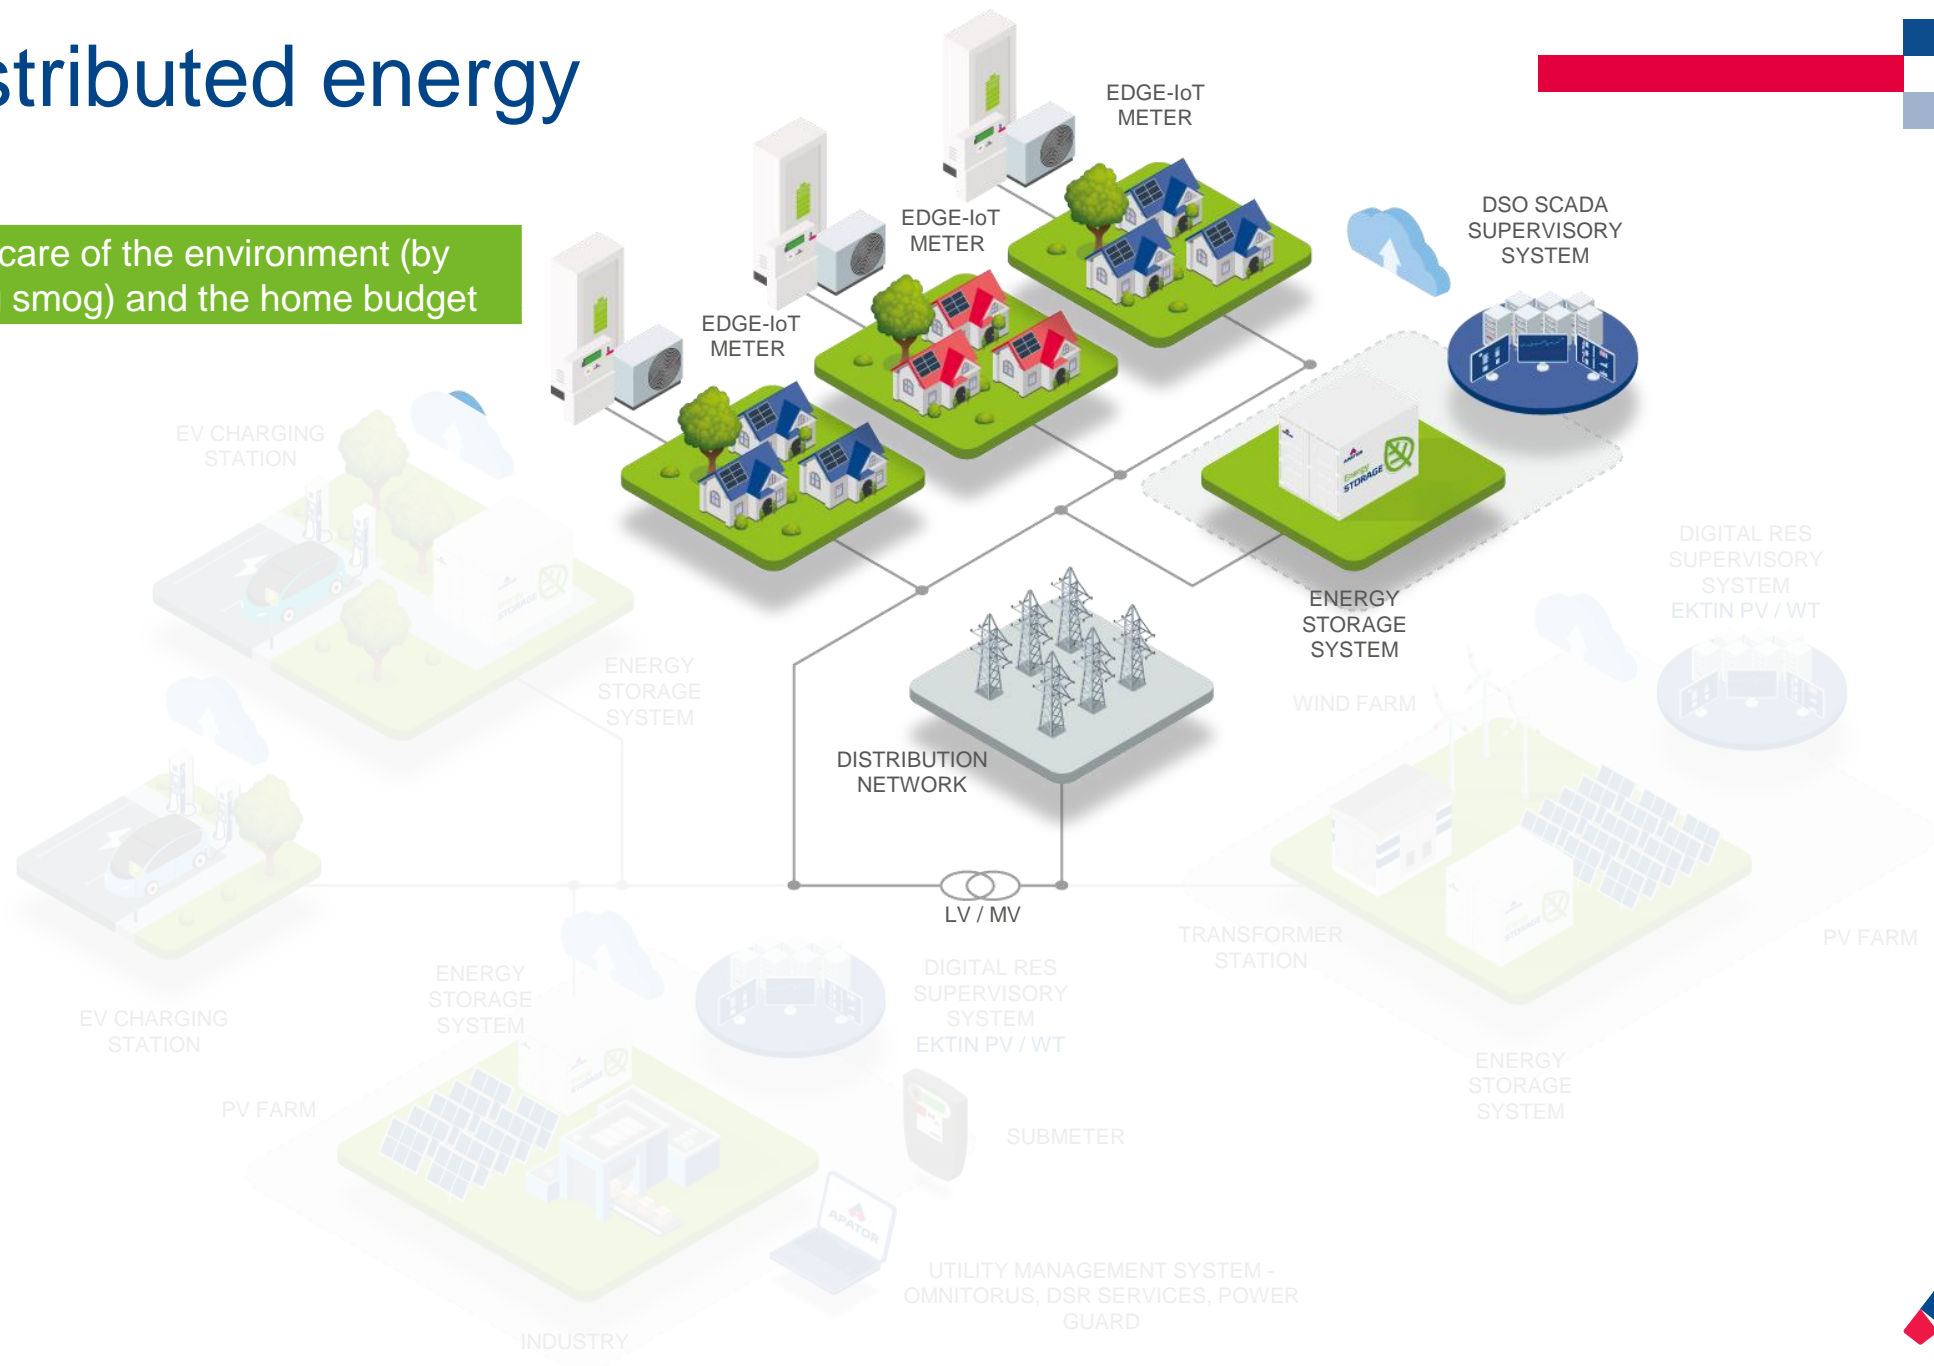 stributed energy
care of the environment (by
smog) and the home budget
EDGE-IoT
METER
EDGE-IoT
METER
EDGE-IoT
METER
DSO SCADA
SUPERVISORY
SYSTEM
APATOR
Energy
STORAGE
ENERGY
STORAGE
SYSTEM
DISTRIBUTION
NETWORK
LV / MV
EV CHARGING
STATION
ENERGY
STORAGE
SYSTEM
DIGITAL RES
SUPERVISORY
SYSTEM
EKTIN PV / WT
WIND FARM
TRANSFORMER
STATION
PV FARM
ENERGY
STORAGE
SYSTEM
EV CHARGING
STATION
ENERGY
STORAGE
SYSTEM
DIGITAL RES
SUPERVISORY
SYSTEM
EKTIN PV / WT
PV FARM
SUBMETER
APATOR
UTILITY MANAGEMENT SYSTEM -
OMNITORUS, DSR SERVICES, POWER
GUARD
INDUSTRY